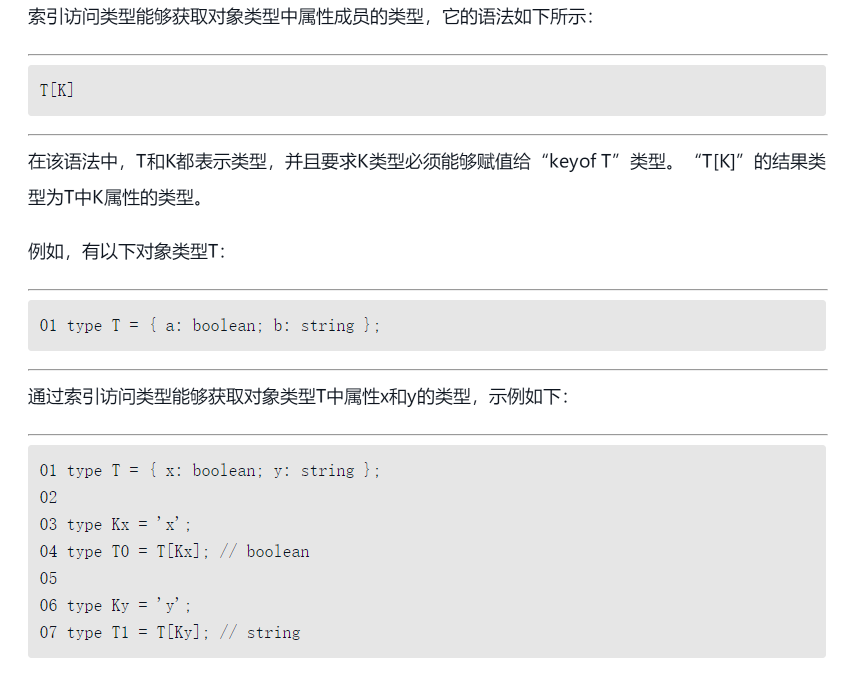 索引访问类型能够获取对象类型中属性成员的类型，它的语法如下所示：
T[K]
在该语法中，T和K都表示类型，并且要求K类型必须能够赋值给“keyof T”类型。“T[K]”的结果类
型为T中K属性的类型。
例如，有以下对象类型T：
01 type T = { a: boolean; b: string };
通过索引访问类型能够获取对象类型T中属性x和y的类型，示例如下：
01 type T = { x: boolean; y: string };
02
03 type Kx = 'x';
04 type T0 = T[Kx]; // boolean
05
06 type Ky = 'y';
07 type T1 = T[Ky]; // string